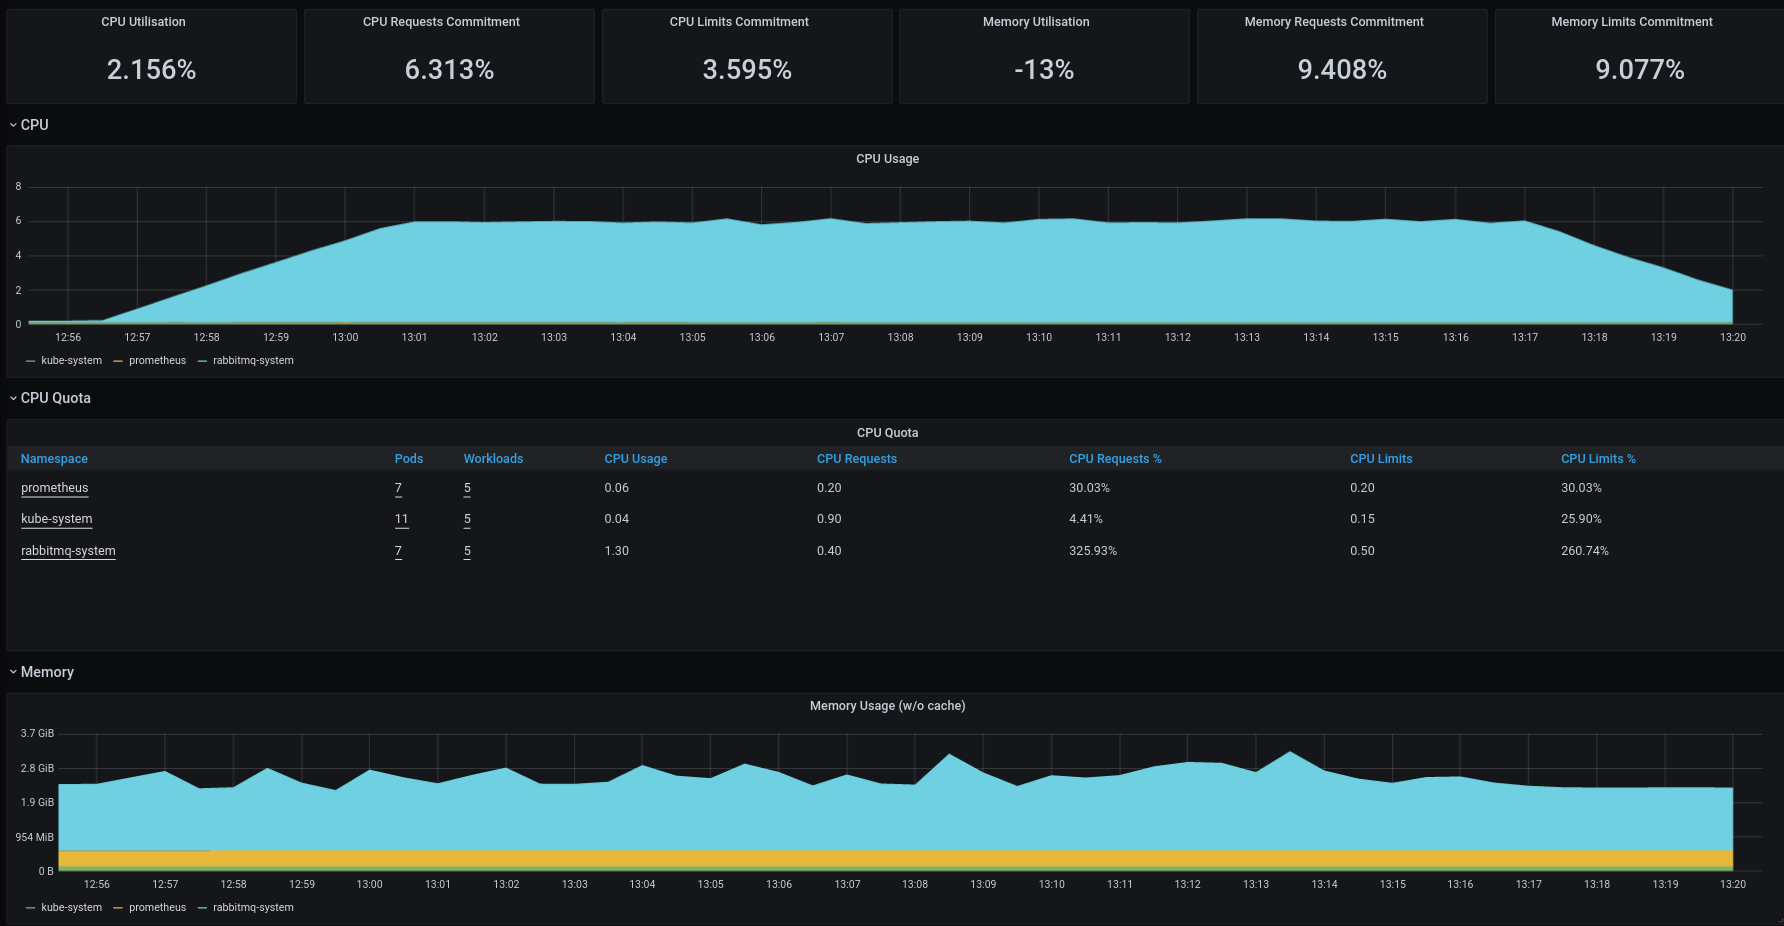 CPU Utilisation CPU Requests Commitment CPU Limits Commitment Memory Utilisation Memory Requests Commitment Memory Limits Commitment
2.156% 6.313% 3.595% -13% 9.408% 9.077%
CPU
CPU Usage
8
6
4
2
0
12:56 12:57 12:58 12:59 13:00 13:01 13:02 13:03 13:04 13:05 13:06 13:07 13:08 13:09 13:10 13:11 13:12 13:13 13:14 13:15 13:16 13:17 13:18 13:19 13:20
kube-system prometheus rabbitmq-system
CPU Quota
CPU Quota
Namespace Pods Workloads CPU Usage CPU Requests CPU Requests % CPU Limits CPU Limits %
prometheus 7 5 0.06 0.20 30.03% 0.20 30.03%
kube-system 11 5 0.04 0.90 4.41% 0.15 25.90%
rabbitmq-system 7 5 1.30 0.40 325.93% 0.50 260.74%
Memory
Memory Usage (w/o cache)
3.7 GiB
2.8 GiB
1.9 GiB
954 MiB
0 B
12:56 12:57 12:58 12:59 13:00 13:01 13:02 13:03 13:04 13:05 13:06 13:07 13:08 13:09 13:10 13:11 13:12 13:13 13:14 13:15 13:16 13:17 13:18 13:19 13:20
kube-system prometheus rabbitmq-system